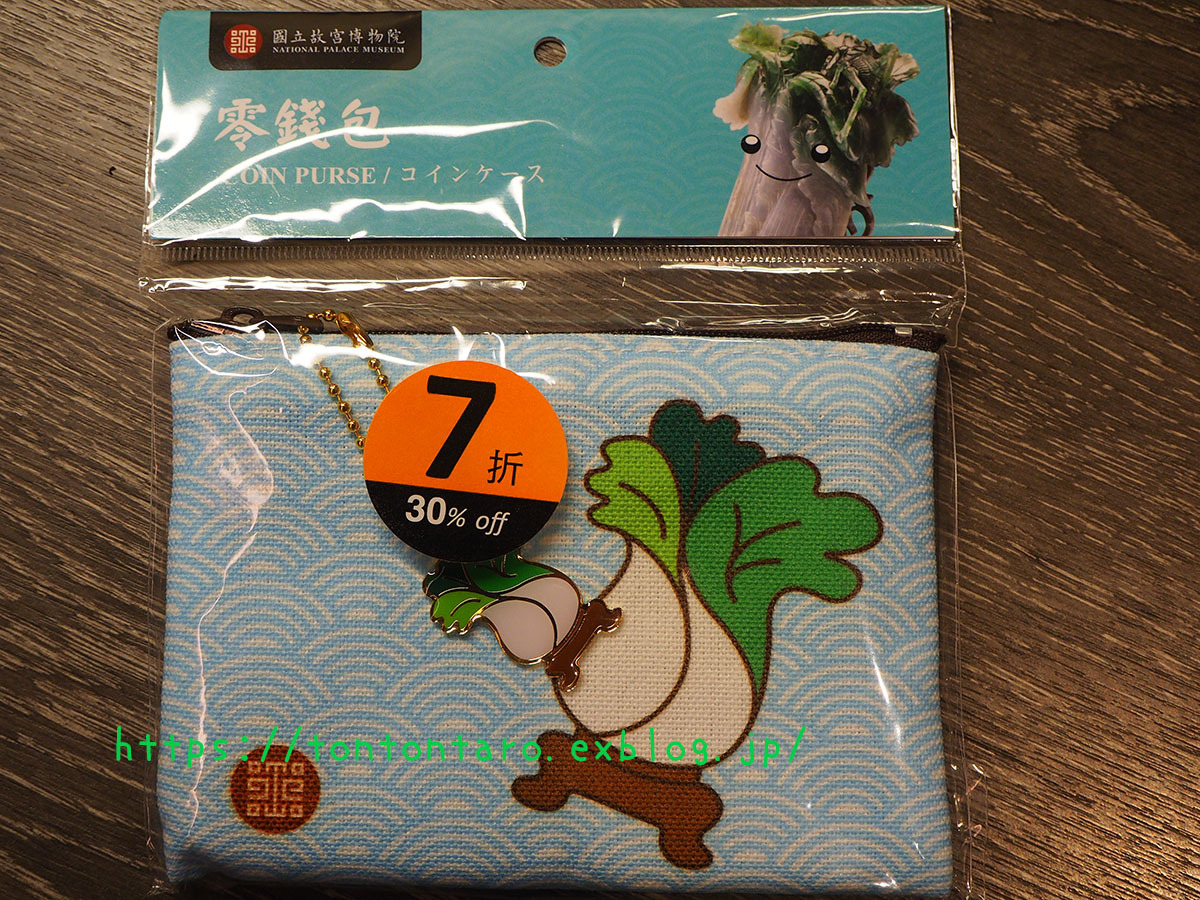 國立故宮博物院
NATIONAL PALACE MUSEUM
零錢包
COIN PURSE / コインケース
7折
30% off
https://tontontaro.exblog.jp/